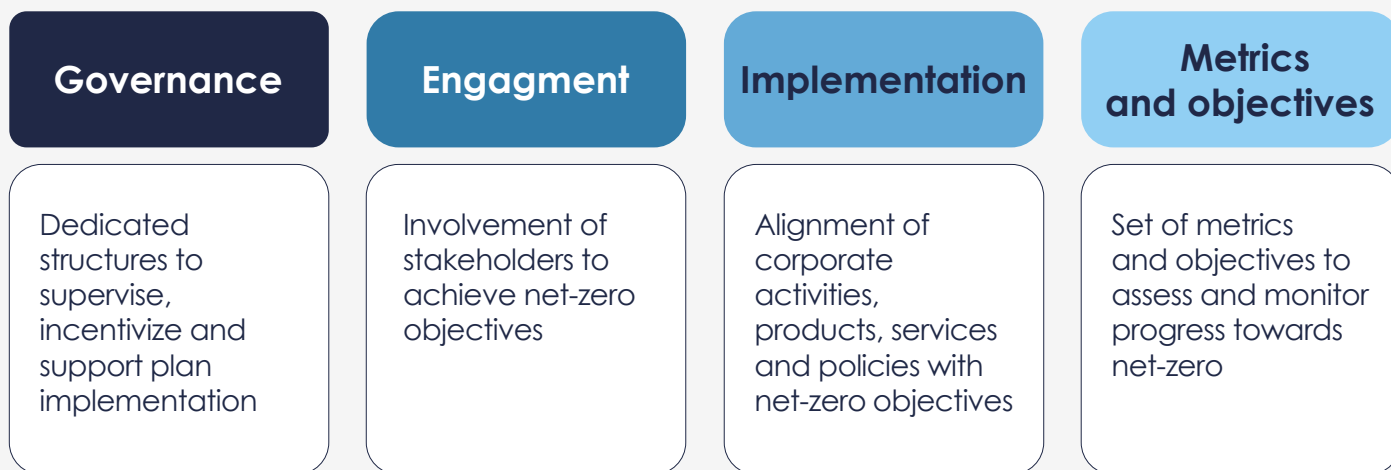 Governance
Dedicated
structures to
supervise,
incentivize and
support plan
implementation
Engagment
Involvement of
stakeholders to
achieve net-zero
objectives
Implementation
Alignment of
corporate
activities,
products, services
and policies with
net-zero objectives
Metrics
and objectives
Set of metrics
and objectives to
assess and monitor
progress towards
net-zero